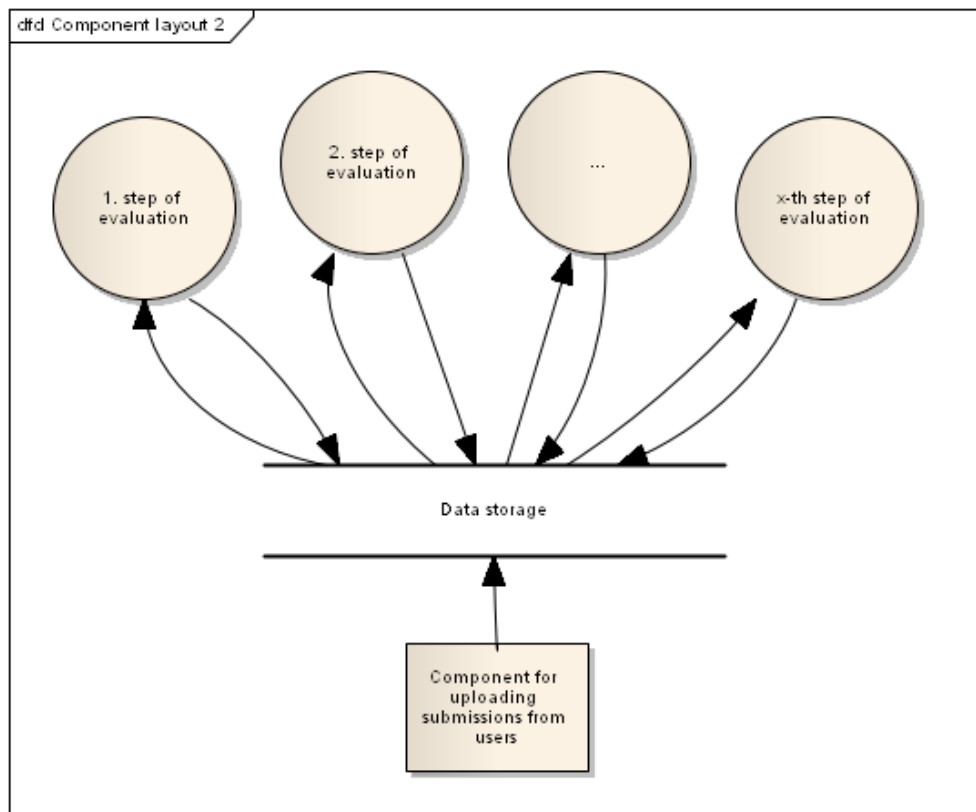 dfd Component layout 2
1. step of
evaluation
2. step of
evaluation
...
x-th step of
evaluation
Data storage
Component for
uploading
submissions from
users